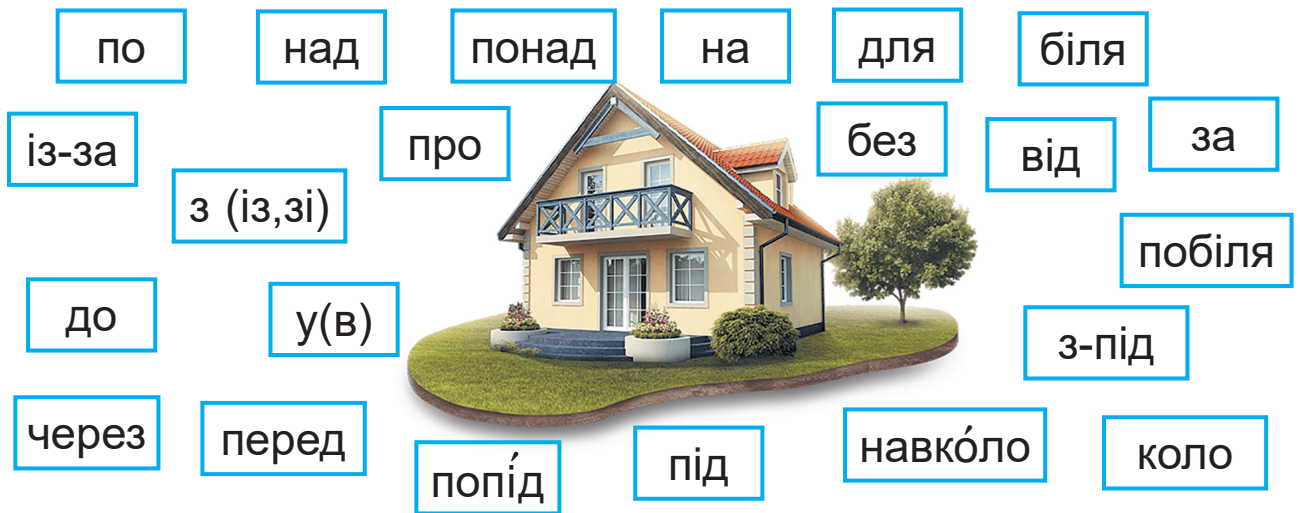 по
над
понад
на
для
біля
із-за
про
без
від
за
з (із,зі)
побіля
до
у(в)
з-під
через
перед
попі́д
під
навко́ло
коло